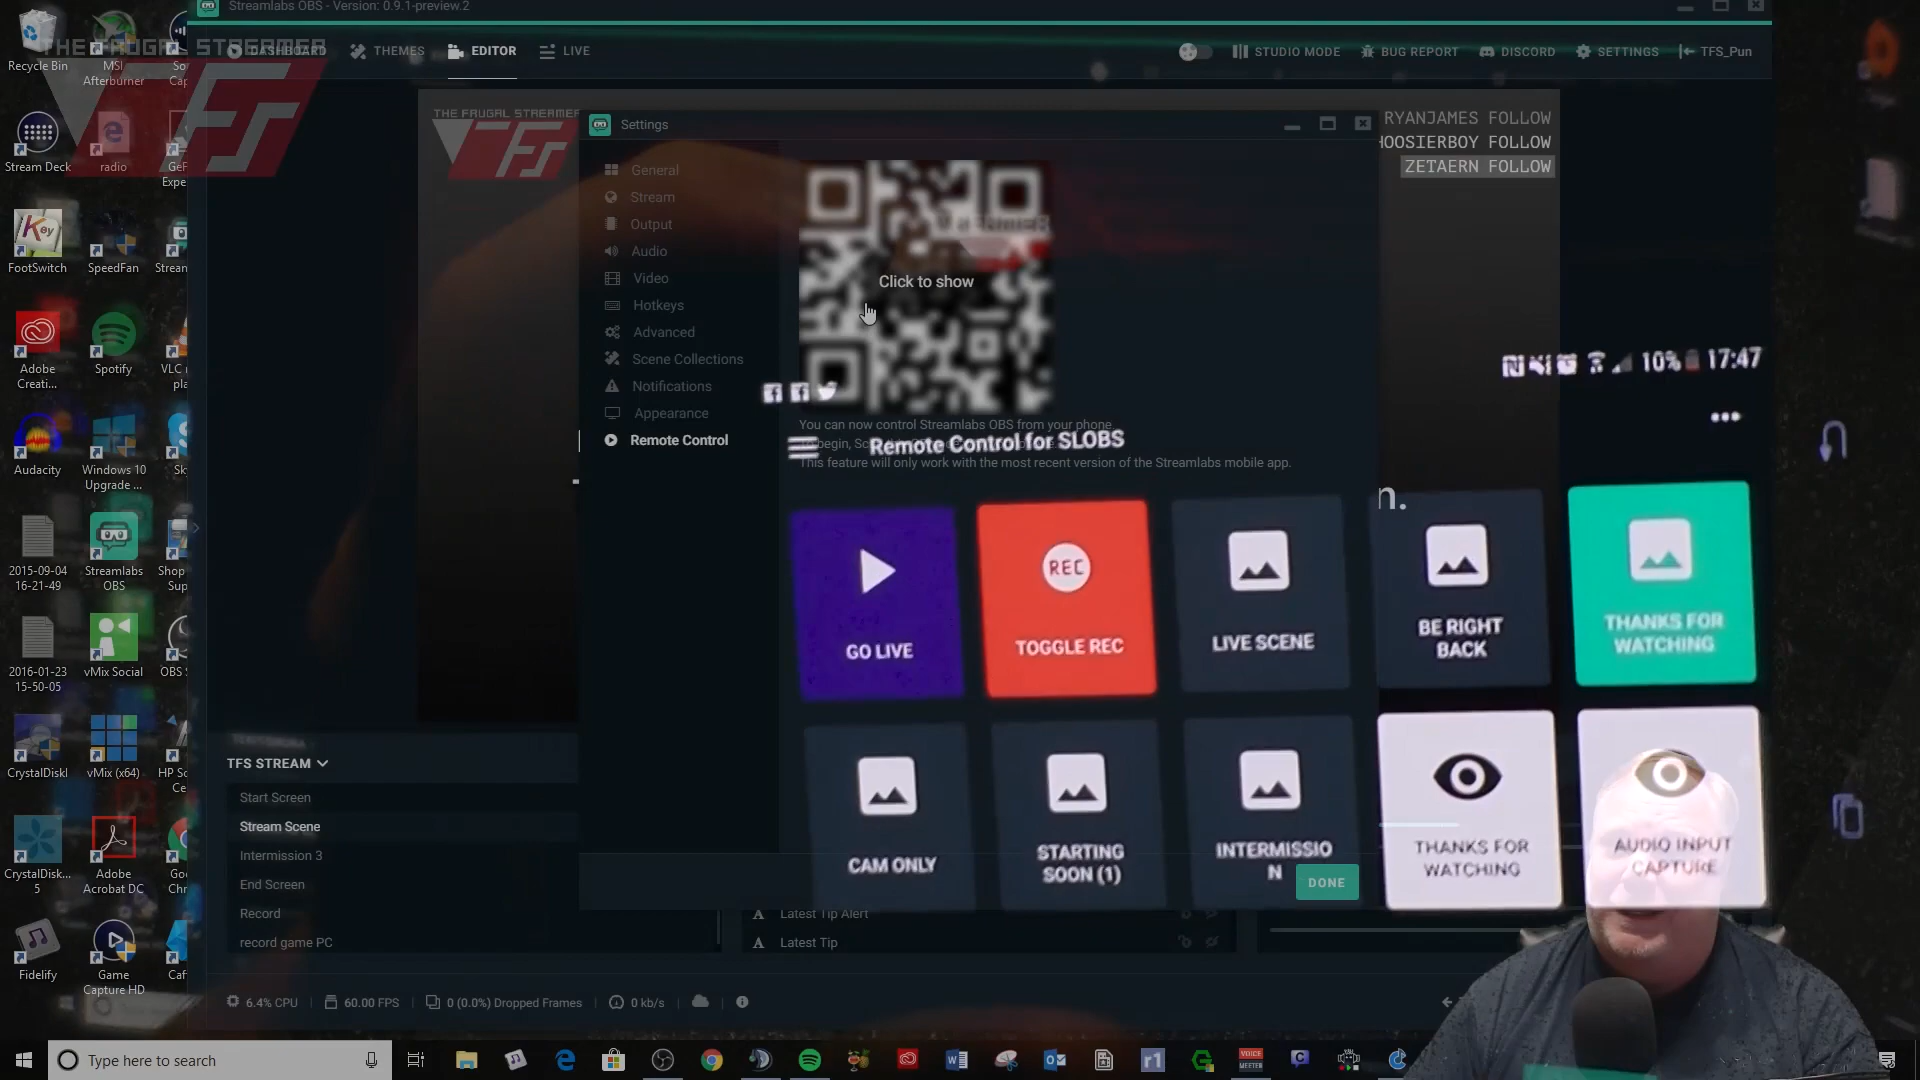 Streamlabs OBS - Version: 0.9.1-preview.2
THE FRUGAL STREAMER
DASHBOARD
THEMES
EDITOR
LIVE
STUDIO MODE
BUG REPORT
DISCORD
SETTINGS
TFS_Pun
Recycle Bin
MSI Afterburner
Stream Deck
radio
FootSwitch
SpeedFan
Adobe Creati...
Spotify
Audacity
Windows 10 Upgrade ...
2015-09-04 16-21-49
Streamlabs OBS
2016-01-23 15-50-05
vMix Social
CrystalDiskI
vMix (x64)
CrystalDisk... 5
Adobe Acrobat DC
Fidelify
Game Capture HD
THE FRUGAL STREAMER
TFS
RYANJAMES FOLLOW
HOOSIERBOY FOLLOW
ZETAERN FOLLOW
Settings
General
Stream
Output
Audio
Video
Hotkeys
Advanced
Scene Collections
Notifications
Appearance
Remote Control
Click to show
You can now control Streamlabs OBS from your phone.
This feature will only work with the most recent version of the Streamlabs mobile app.
DONE
10% 17:47
Remote Control for SLOBS
n.
GO LIVE
REC
TOGGLE REC
LIVE SCENE
BE RIGHT
BACK
THANKS FOR
WATCHING
CAM ONLY
STARTING
SOON (1)
INTERMISSIO
N
THANKS FOR
WATCHING
AUDIO INPUT
CAPTURE
TFS STREAM
Start Screen
Stream Scene
Intermission 3
End Screen
Record
record game PC
Latest Tip Alert
Latest Tip
6.4% CPU
60.00 FPS
0 (0.0%) Dropped Frames
0 kb/s
Type here to search